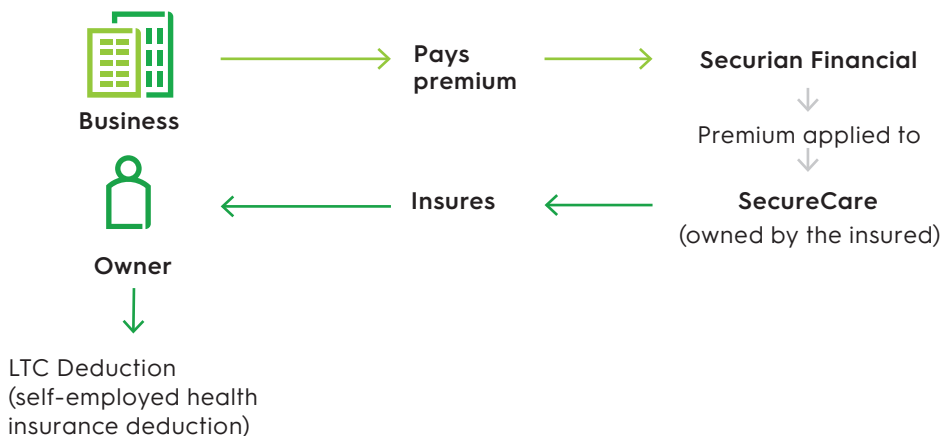 Pays
premium
Securian Financial
Business
Premium applied to
Insures
SecureCare
(owned by the insured)
Owner
LTC Deduction
(self-employed health
insurance deduction)